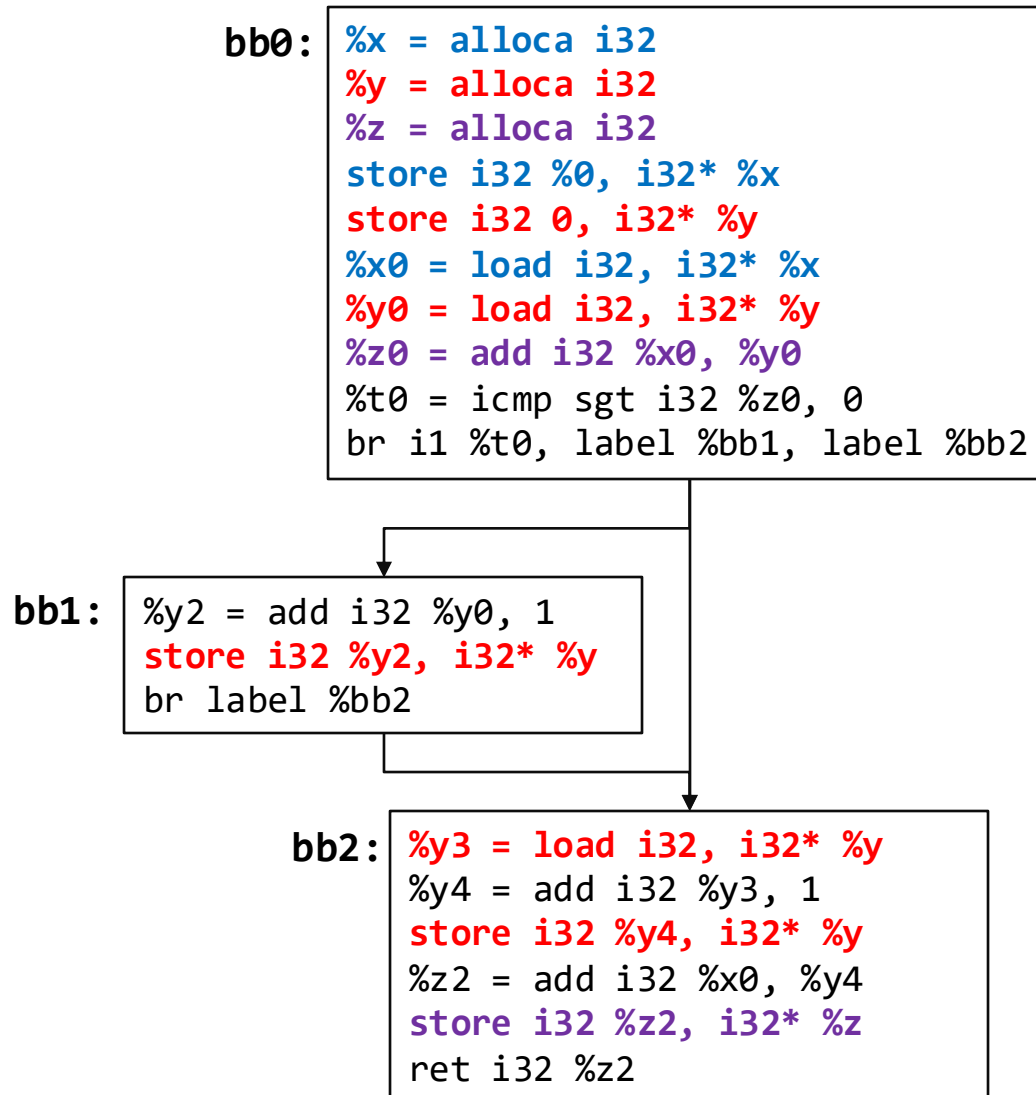 bb0:
%x = alloca i32
%y = alloca i32
%z = alloca i32
store i32 %0, i32* %x
store i32 0, i32* %y
%x0 = load i32, i32* %x
%y0 = load i32, i32* %y
%z0 = add i32 %x0, %y0
%t0 = icmp sgt i32 %z0, 0
br i1 %t0, label %bb1, label %bb2
bb1:
%y2 = add i32 %y0, 1
store i32 %y2, i32* %y
br label %bb2
bb2:
%y3 = load i32, i32* %y
%y4 = add i32 %y3, 1
store i32 %y4, i32* %y
%z2 = add i32 %x0, %y4
store i32 %z2, i32* %z
ret i32 %z2